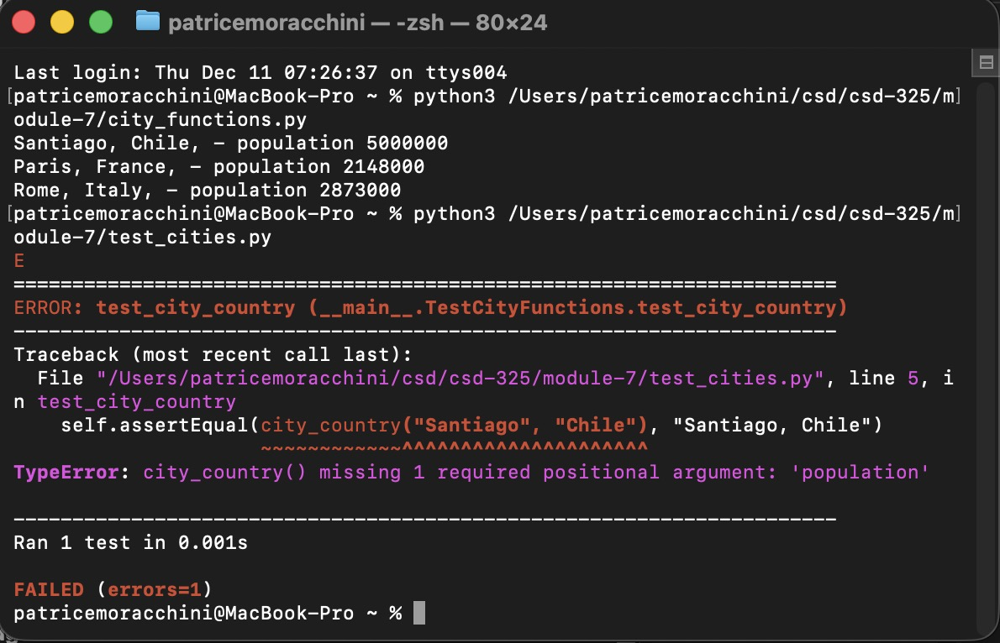 patricemoracchini — -zsh — 80×24
Last login: Thu Dec 11 07:26:37 on ttys004
[patricemoracchini@MacBook-Pro ~ % python3 /Users/patricemoracchini/csd/csd-325/m]
odule-7/city_functions.py
Santiago, Chile, - population 5000000
Paris, France, - population 2148000
Rome, Italy, - population 2873000
[patricemoracchini@MacBook-Pro ~ % python3 /Users/patricemoracchini/csd/csd-325/m]
odule-7/test_cities.py
E
======================================================================
ERROR: test_city_country (__main__.TestCityFunctions.test_city_country)
----------------------------------------------------------------------
Traceback (most recent call last):
  File "/Users/patricemoracchini/csd/csd-325/module-7/test_cities.py", line 5, i
n test_city_country
    self.assertEqual(city_country("Santiago", "Chile"), "Santiago, Chile")
                     ~~~~~~~~~~~~^^^^^^^^^^^^^^^^^^^^^
TypeError: city_country() missing 1 required positional argument: 'population'

----------------------------------------------------------------------
Ran 1 test in 0.001s

FAILED (errors=1)
patricemoracchini@MacBook-Pro ~ %